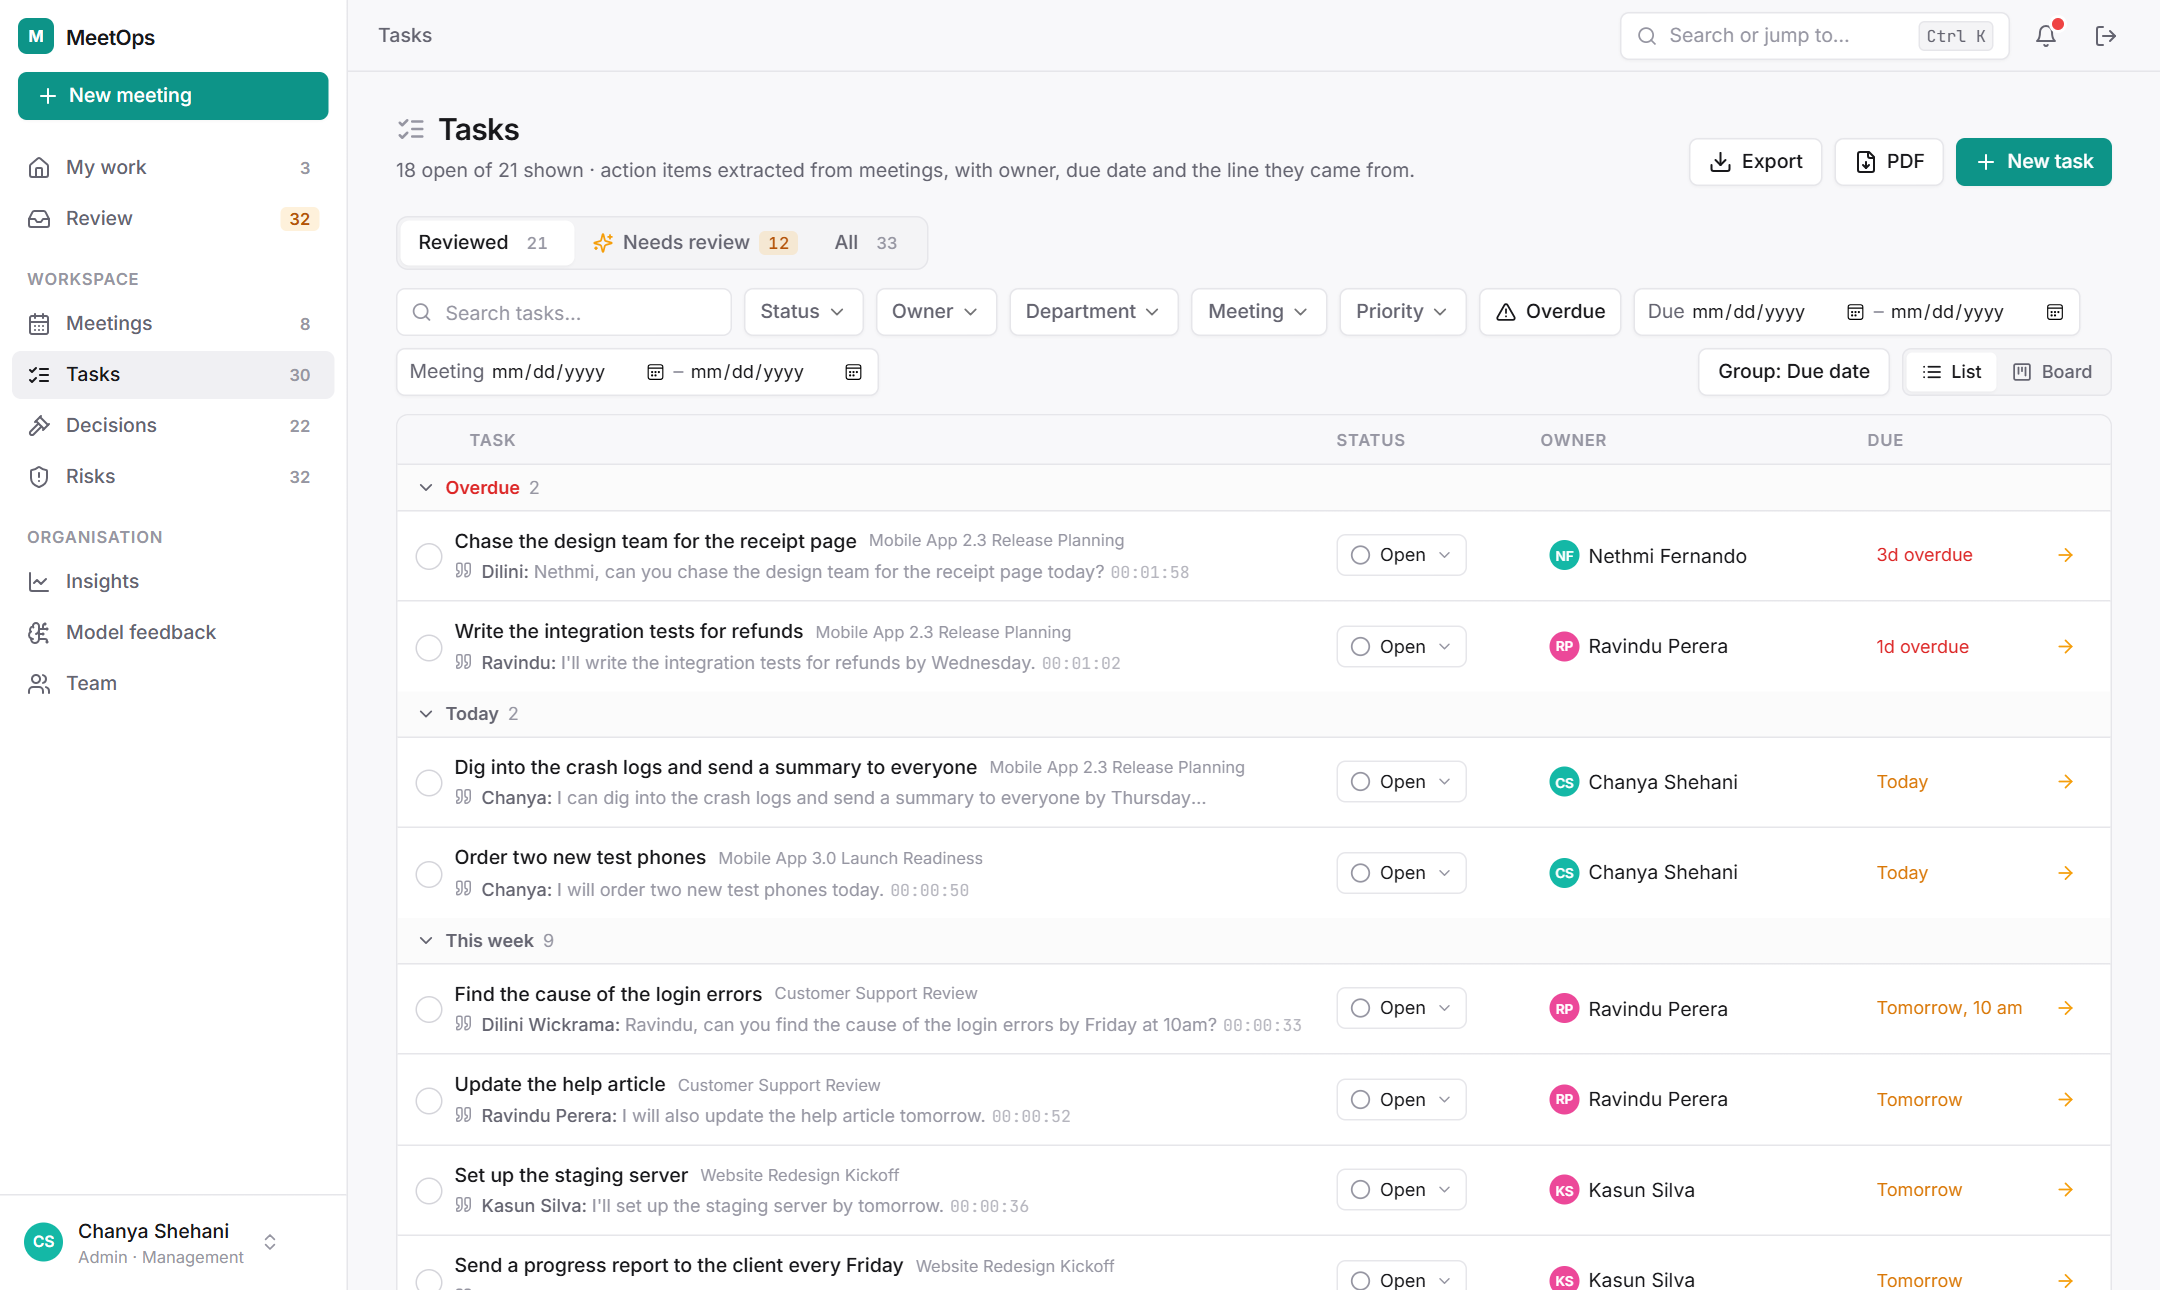 M MeetOps
New meeting
My work 3
Review 32
WORKSPACE
Meetings 8
Tasks 30
Decisions 22
Risks 32
ORGANISATION
Insights
Model feedback
Team
CS Chanya Shehani
Admin · Management
Tasks
Search or jump to... Ctrl K
Tasks
18 open of 21 shown · action items extracted from meetings, with owner, due date and the line they came from.
Export PDF New task
Reviewed 21 Needs review 12 All 33
Search tasks... Status Owner Department Meeting Priority Overdue Due mm/dd/yyyy – mm/dd/yyyy
Meeting mm/dd/yyyy – mm/dd/yyyy Group: Due date List Board
TASK STATUS OWNER DUE
Overdue 2
Chase the design team for the receipt page Mobile App 2.3 Release Planning
Dilini: Nethmi, can you chase the design team for the receipt page today? 00:01:58
Open NF Nethmi Fernando 3d overdue
Write the integration tests for refunds Mobile App 2.3 Release Planning
Ravindu: I'll write the integration tests for refunds by Wednesday. 00:01:02
Open RP Ravindu Perera 1d overdue
Today 2
Dig into the crash logs and send a summary to everyone Mobile App 2.3 Release Planning
Chanya: I can dig into the crash logs and send a summary to everyone by Thursday...
Open CS Chanya Shehani Today
Order two new test phones Mobile App 3.0 Launch Readiness
Chanya: I will order two new test phones today. 00:00:50
Open CS Chanya Shehani Today
This week 9
Find the cause of the login errors Customer Support Review
Dilini Wickrama: Ravindu, can you find the cause of the login errors by Friday at 10am? 00:00:33
Open RP Ravindu Perera Tomorrow, 10 am
Update the help article Customer Support Review
Ravindu Perera: I will also update the help article tomorrow. 00:00:52
Open RP Ravindu Perera Tomorrow
Set up the staging server Website Redesign Kickoff
Kasun Silva: I'll set up the staging server by tomorrow. 00:00:36
Open KS Kasun Silva Tomorrow
Send a progress report to the client every Friday Website Redesign Kickoff
Open KS Kasun Silva Tomorrow